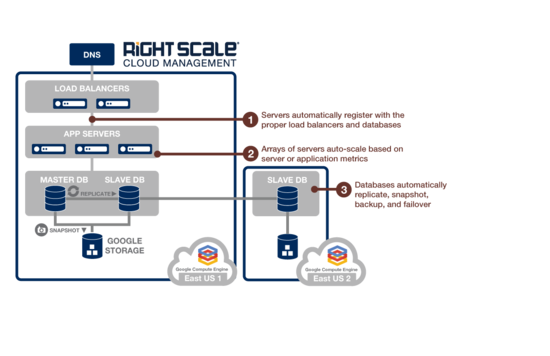 DNS
RIGHTSCALE®
CLOUD MANAGEMENT
LOAD BALANCERS
1
Servers automatically register with the
proper load balancers and databases
APP SERVERS
2
Arrays of servers auto-scale based on
server or application metrics
MASTER DB
SLAVE DB
REPLICATE
SLAVE DB
3
Databases automatically
replicate, snapshot,
backup, and failover
SNAPSHOT
GOOGLE
STORAGE
Google Compute Engine
East US 1
Google Compute Engine
East US 2